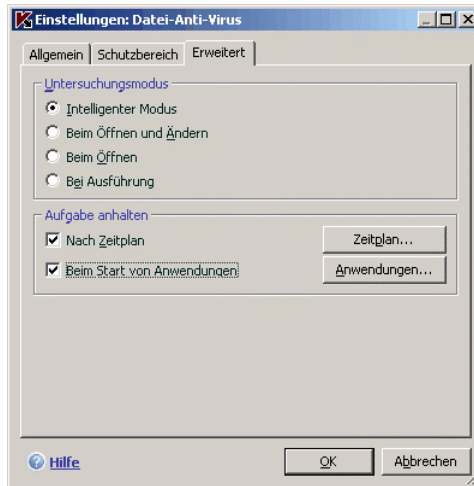 Einstellungen: Datei-Anti-Virus
Allgemein Schutzbereich Erweitert
Untersuchungsmodus
Intelligenter Modus
Beim Öffnen und Ändern
Beim Öffnen
Bei Ausführung
Aufgabe anhalten
Nach Zeitplan Zeitplan...
Beim Start von Anwendungen Anwendungen...
Hilfe OK Abbrechen